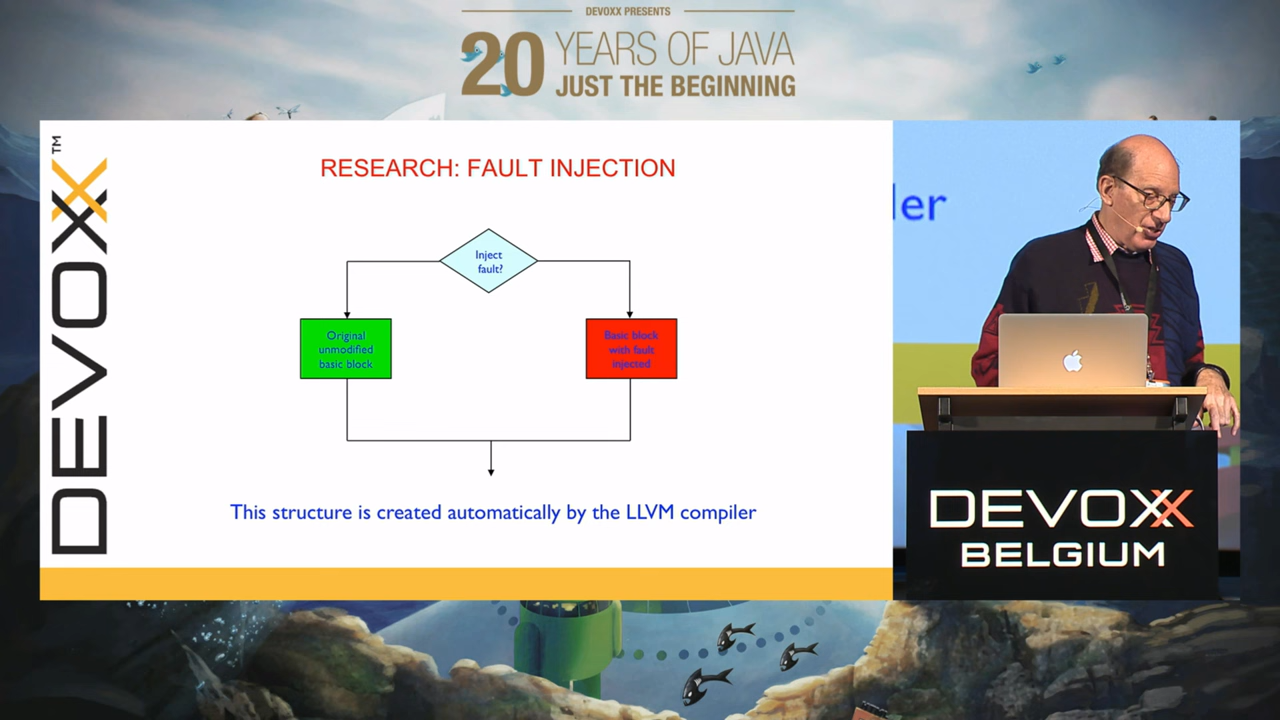 DEVOXX PRESENTS
20 YEARS OF JAVA
JUST THE BEGINNING
DEVOXX™
RESEARCH: FAULT INJECTION
Inject
fault?
Original
unmodified
basic block
Basic block
with fault
injected
This structure is created automatically by the LLVM compiler
ler
DEVOXX
BELGIUM